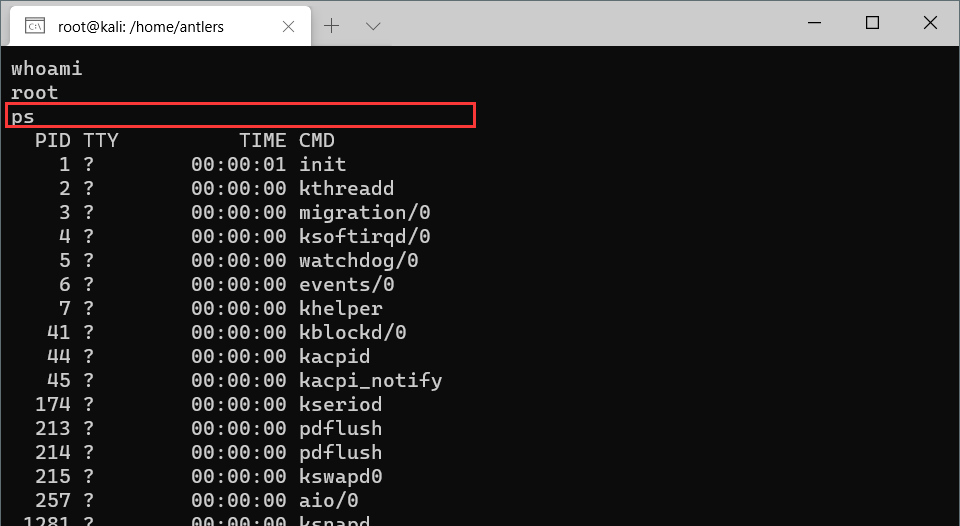 root@kali: /home/antlers
whoami
root
ps
PID TTY TIME CMD
1 ? 00:00:01 init
2 ? 00:00:00 kthreadd
3 ? 00:00:00 migration/0
4 ? 00:00:00 ksoftirqd/0
5 ? 00:00:00 watchdog/0
6 ? 00:00:00 events/0
7 ? 00:00:00 khelper
41 ? 00:00:00 kblockd/0
44 ? 00:00:00 kacpid
45 ? 00:00:00 kacpi_notify
174 ? 00:00:00 kseriod
213 ? 00:00:00 pdflush
214 ? 00:00:00 pdflush
215 ? 00:00:00 kswapd0
257 ? 00:00:00 aio/0
1281 ? 00:00:00 ksnapd